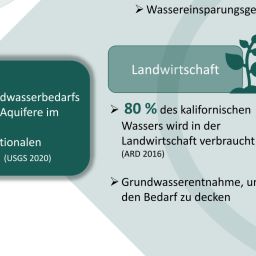 Wassereinsparungsge
Landwirtschaft
dwasserbedarfs
Aquifere im
tionalen
(USGS 2020)
80 % des kalifornischen
Wassers wird in der
Landwirtschaft verbraucht
(ARD 2016)
Grundwasserentnahme, u
den Bedarf zu decken